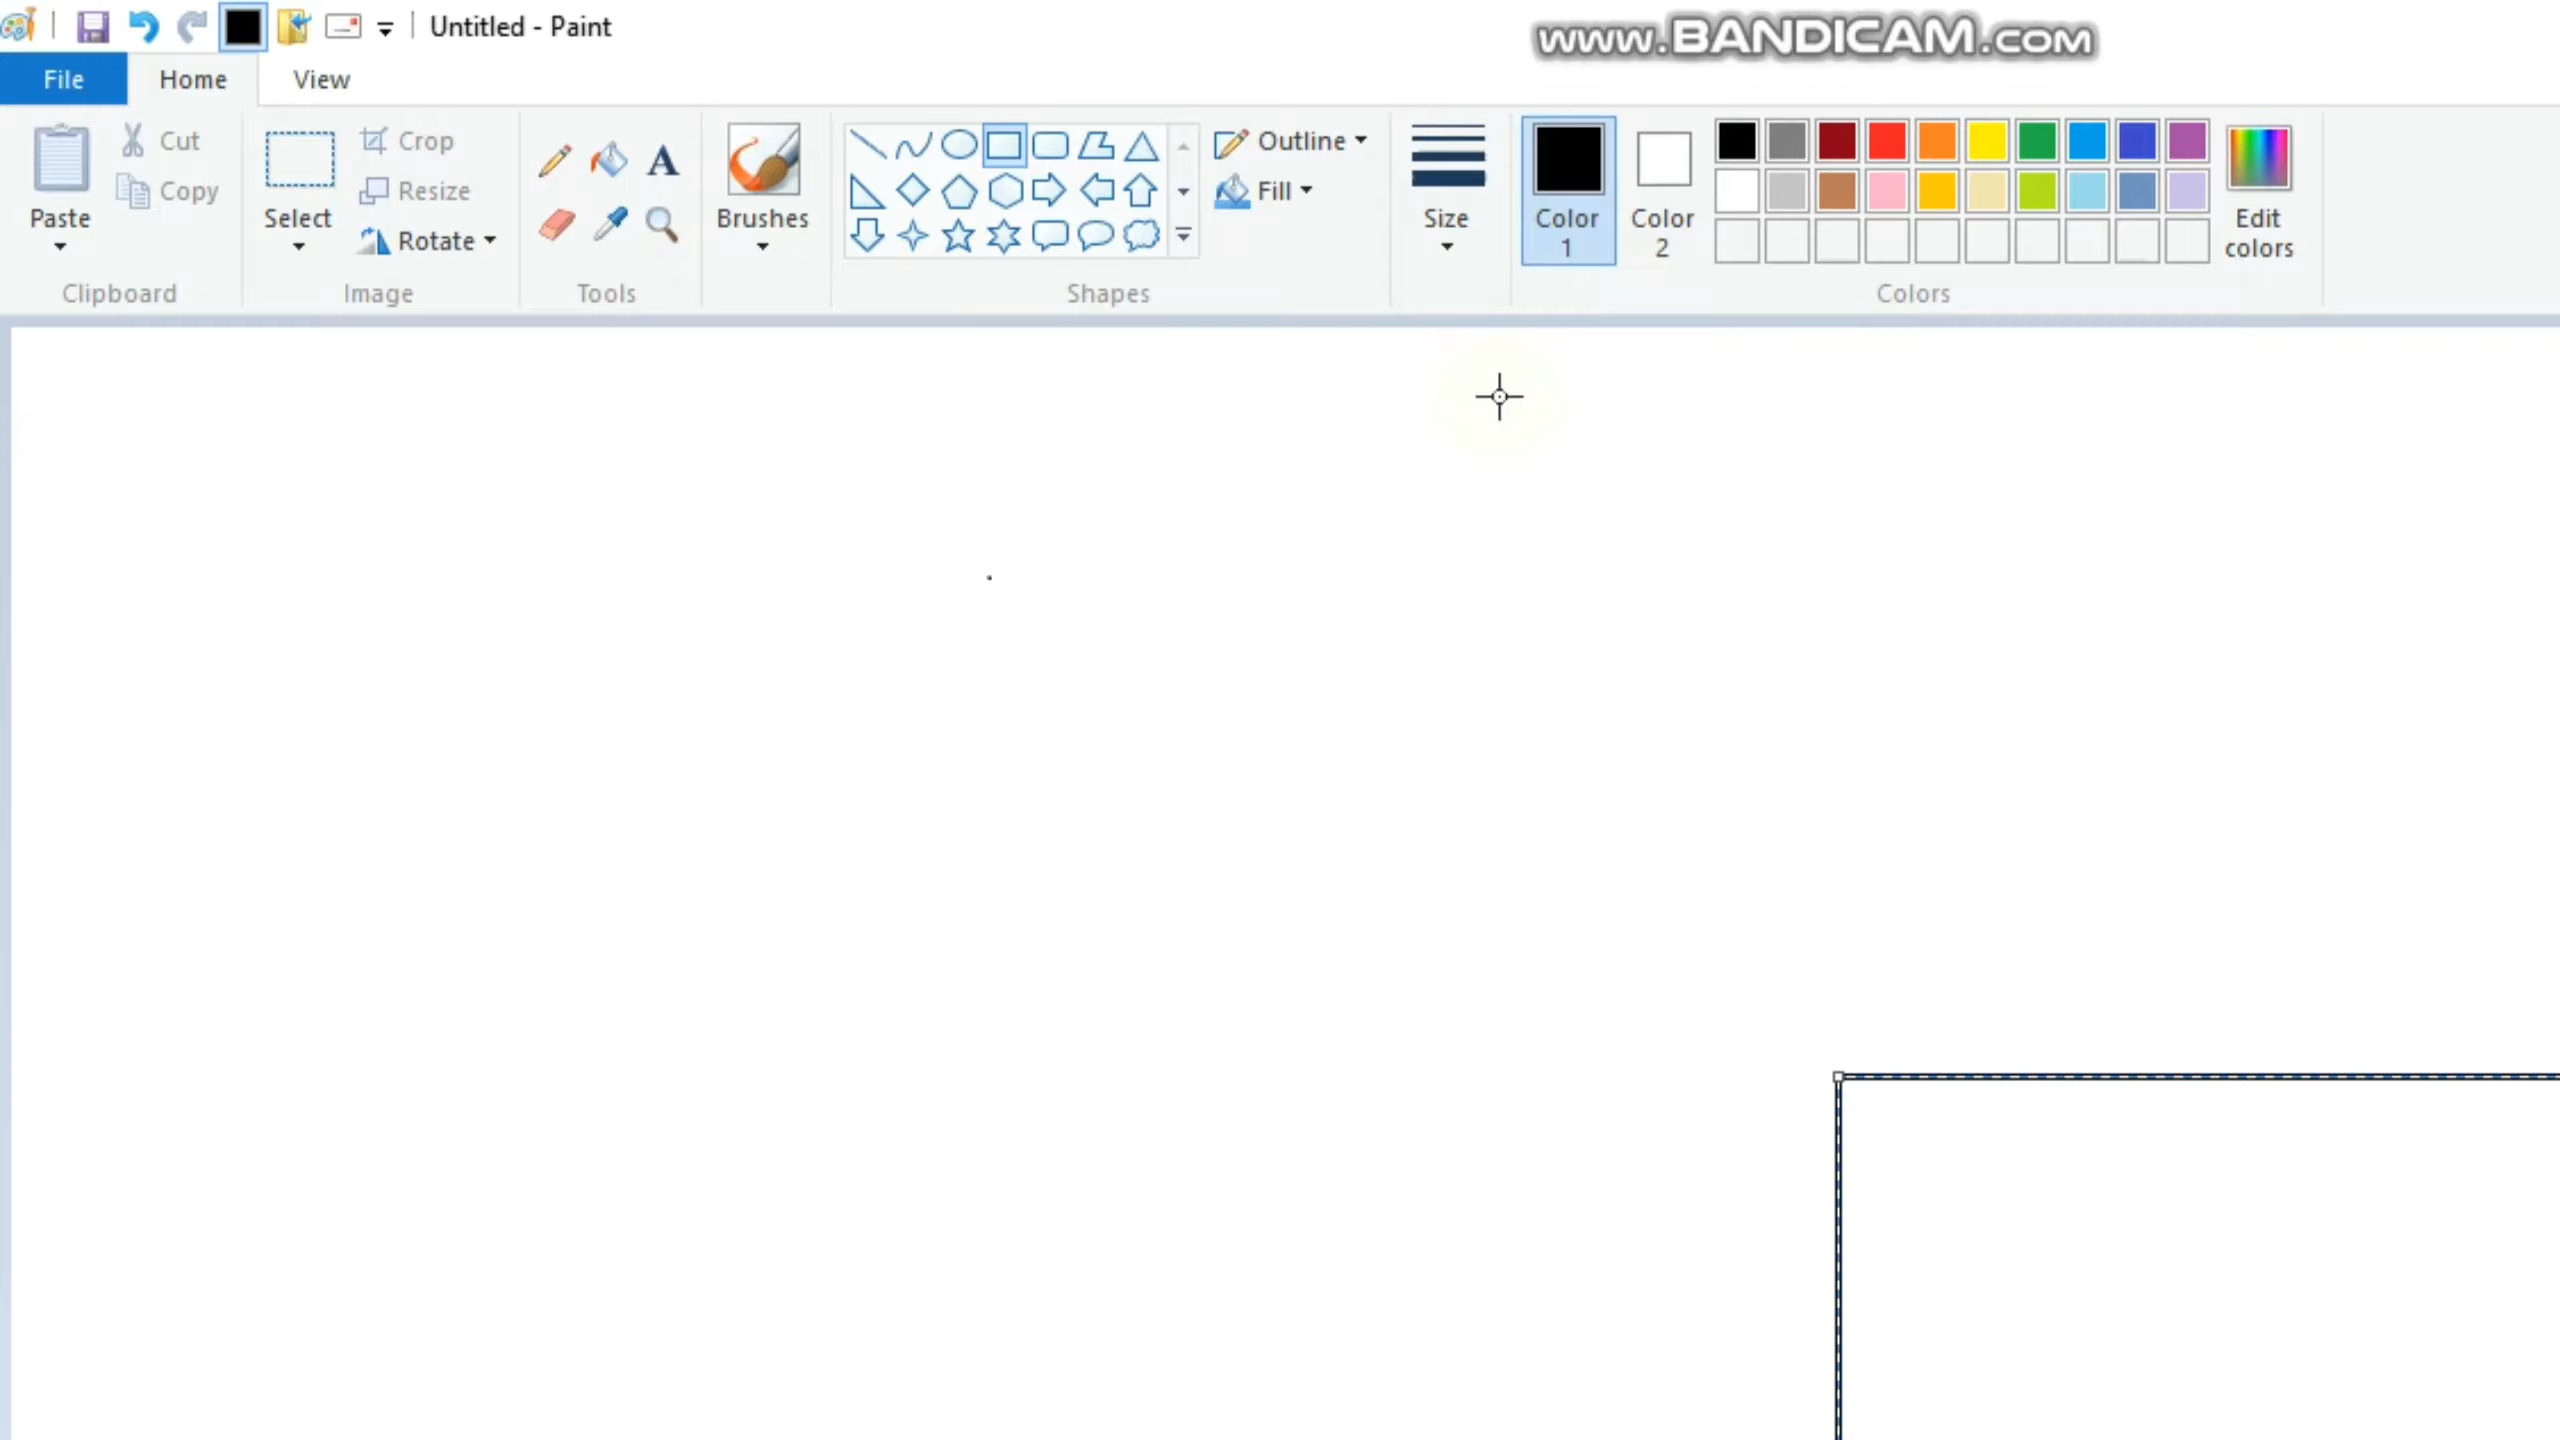 Untitled - Paint
www.BANDICAM.com
File Home View
Paste
Cut
Copy
Clipboard
Select
Crop
Resize
Rotate
Image
A
Tools
Brushes
Outline
Fill
Shapes
Size
Color
1
Color
2
Edit
colors
Colors